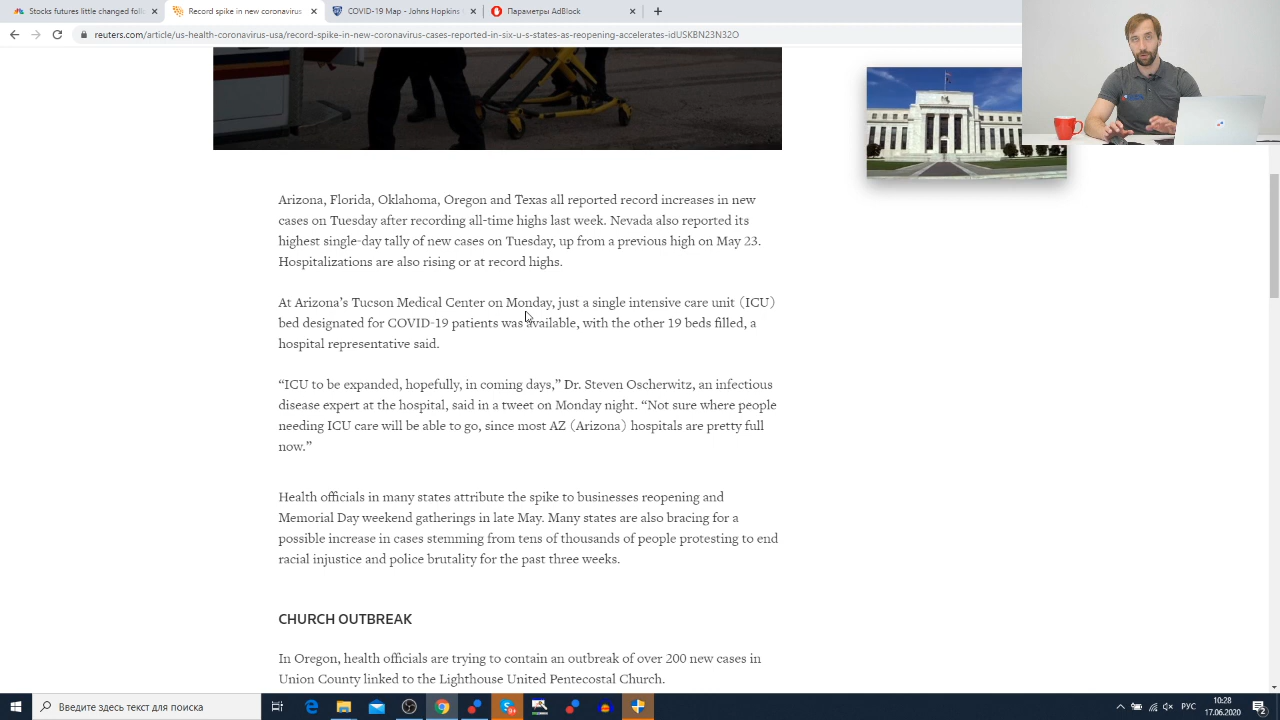 Stocks futures little changed follo
Record spike in new coronavirus
COVID-19 Map - Johns Hopkins
Параметры AdBlock
reuters.com/article/us-health-coronavirus-usa/record-spike-in-new-coronavirus-cases-reported-in-six-u-s-states-as-reopening-accelerates-idUSKBN23N32O
Arizona, Florida, Oklahoma, Oregon and Texas all reported record increases in new
cases on Tuesday after recording all-time highs last week. Nevada also reported its
highest single-day tally of new cases on Tuesday, up from a previous high on May 23.
Hospitalizations are also rising or at record highs.
At Arizona’s Tucson Medical Center on Monday, just a single intensive care unit (ICU)
bed designated for COVID-19 patients was available, with the other 19 beds filled, a
hospital representative said.
“ICU to be expanded, hopefully, in coming days,” Dr. Steven Oscherwitz, an infectious
disease expert at the hospital, said in a tweet on Monday night. “Not sure where people
needing ICU care will be able to go, since most AZ (Arizona) hospitals are pretty full
now.”
Health officials in many states attribute the spike to businesses reopening and
Memorial Day weekend gatherings in late May. Many states are also bracing for a
possible increase in cases stemming from tens of thousands of people protesting to end
racial injustice and police brutality for the past three weeks.
CHURCH OUTBREAK
In Oregon, health officials are trying to contain an outbreak of over 200 new cases in
Union County linked to the Lighthouse United Pentecostal Church.
Введите здесь текст для поиска
РУС
10:28
17.06.2020